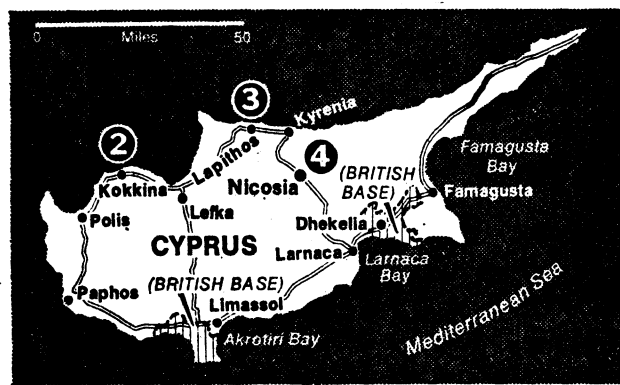 0 Miles 50
3
Kyrenia
2
Lapithos
4
Famagusta
Bay
Kokkina
Nicosia
(BRITISH
BASE)
Famagusta
Lefka
Polis
Dhekelia
CYPRUS
Larnaca
Larnaca
Bay
(BRITISH BASE)
Paphos
Limassol
Akrotiri Bay
Mediterranean Sea